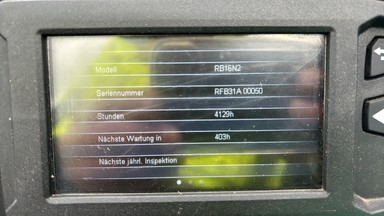 Modell RB16N2
Seriennummer RFB31A 00050
Stunden 4129h
Nächste Wartung in 403h
Nächste jährl. Inspektion